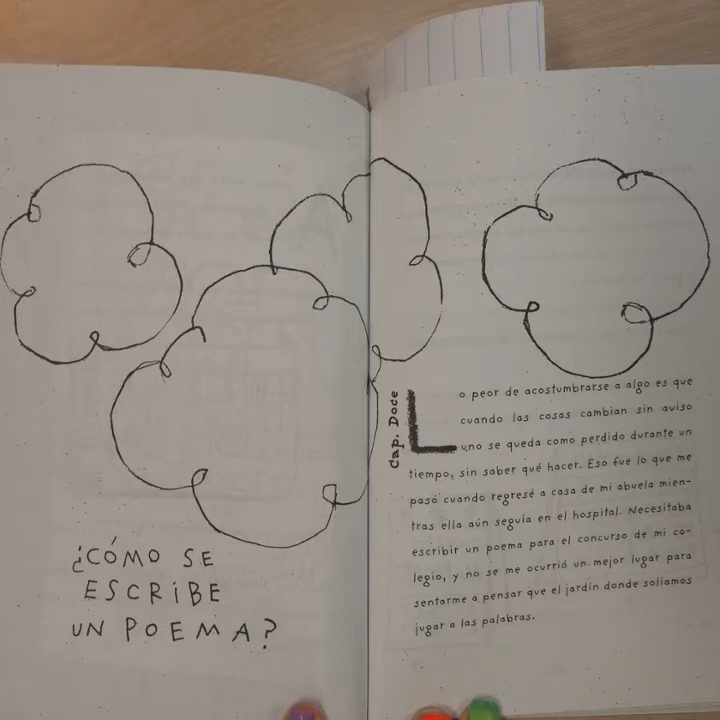 ¿CÓMO SE
ESCRIBE
UN POEMA?
Cap. Doce
Lo peor de acostumbrarse a algo es que
cuando las cosas cambian sin aviso
uno se queda como perdido durante un
tiempo, sin saber qué hacer. Eso fue lo que me
pasó cuando regresé a casa de mi abuela mien-
tras ella aún seguía en el hospital. Necesitaba
escribir un poema para el concurso de mi co-
legio, y no se me ocurrió un mejor lugar para
sentarme a pensar que el jardín donde solíamos
jugar a las palabras.